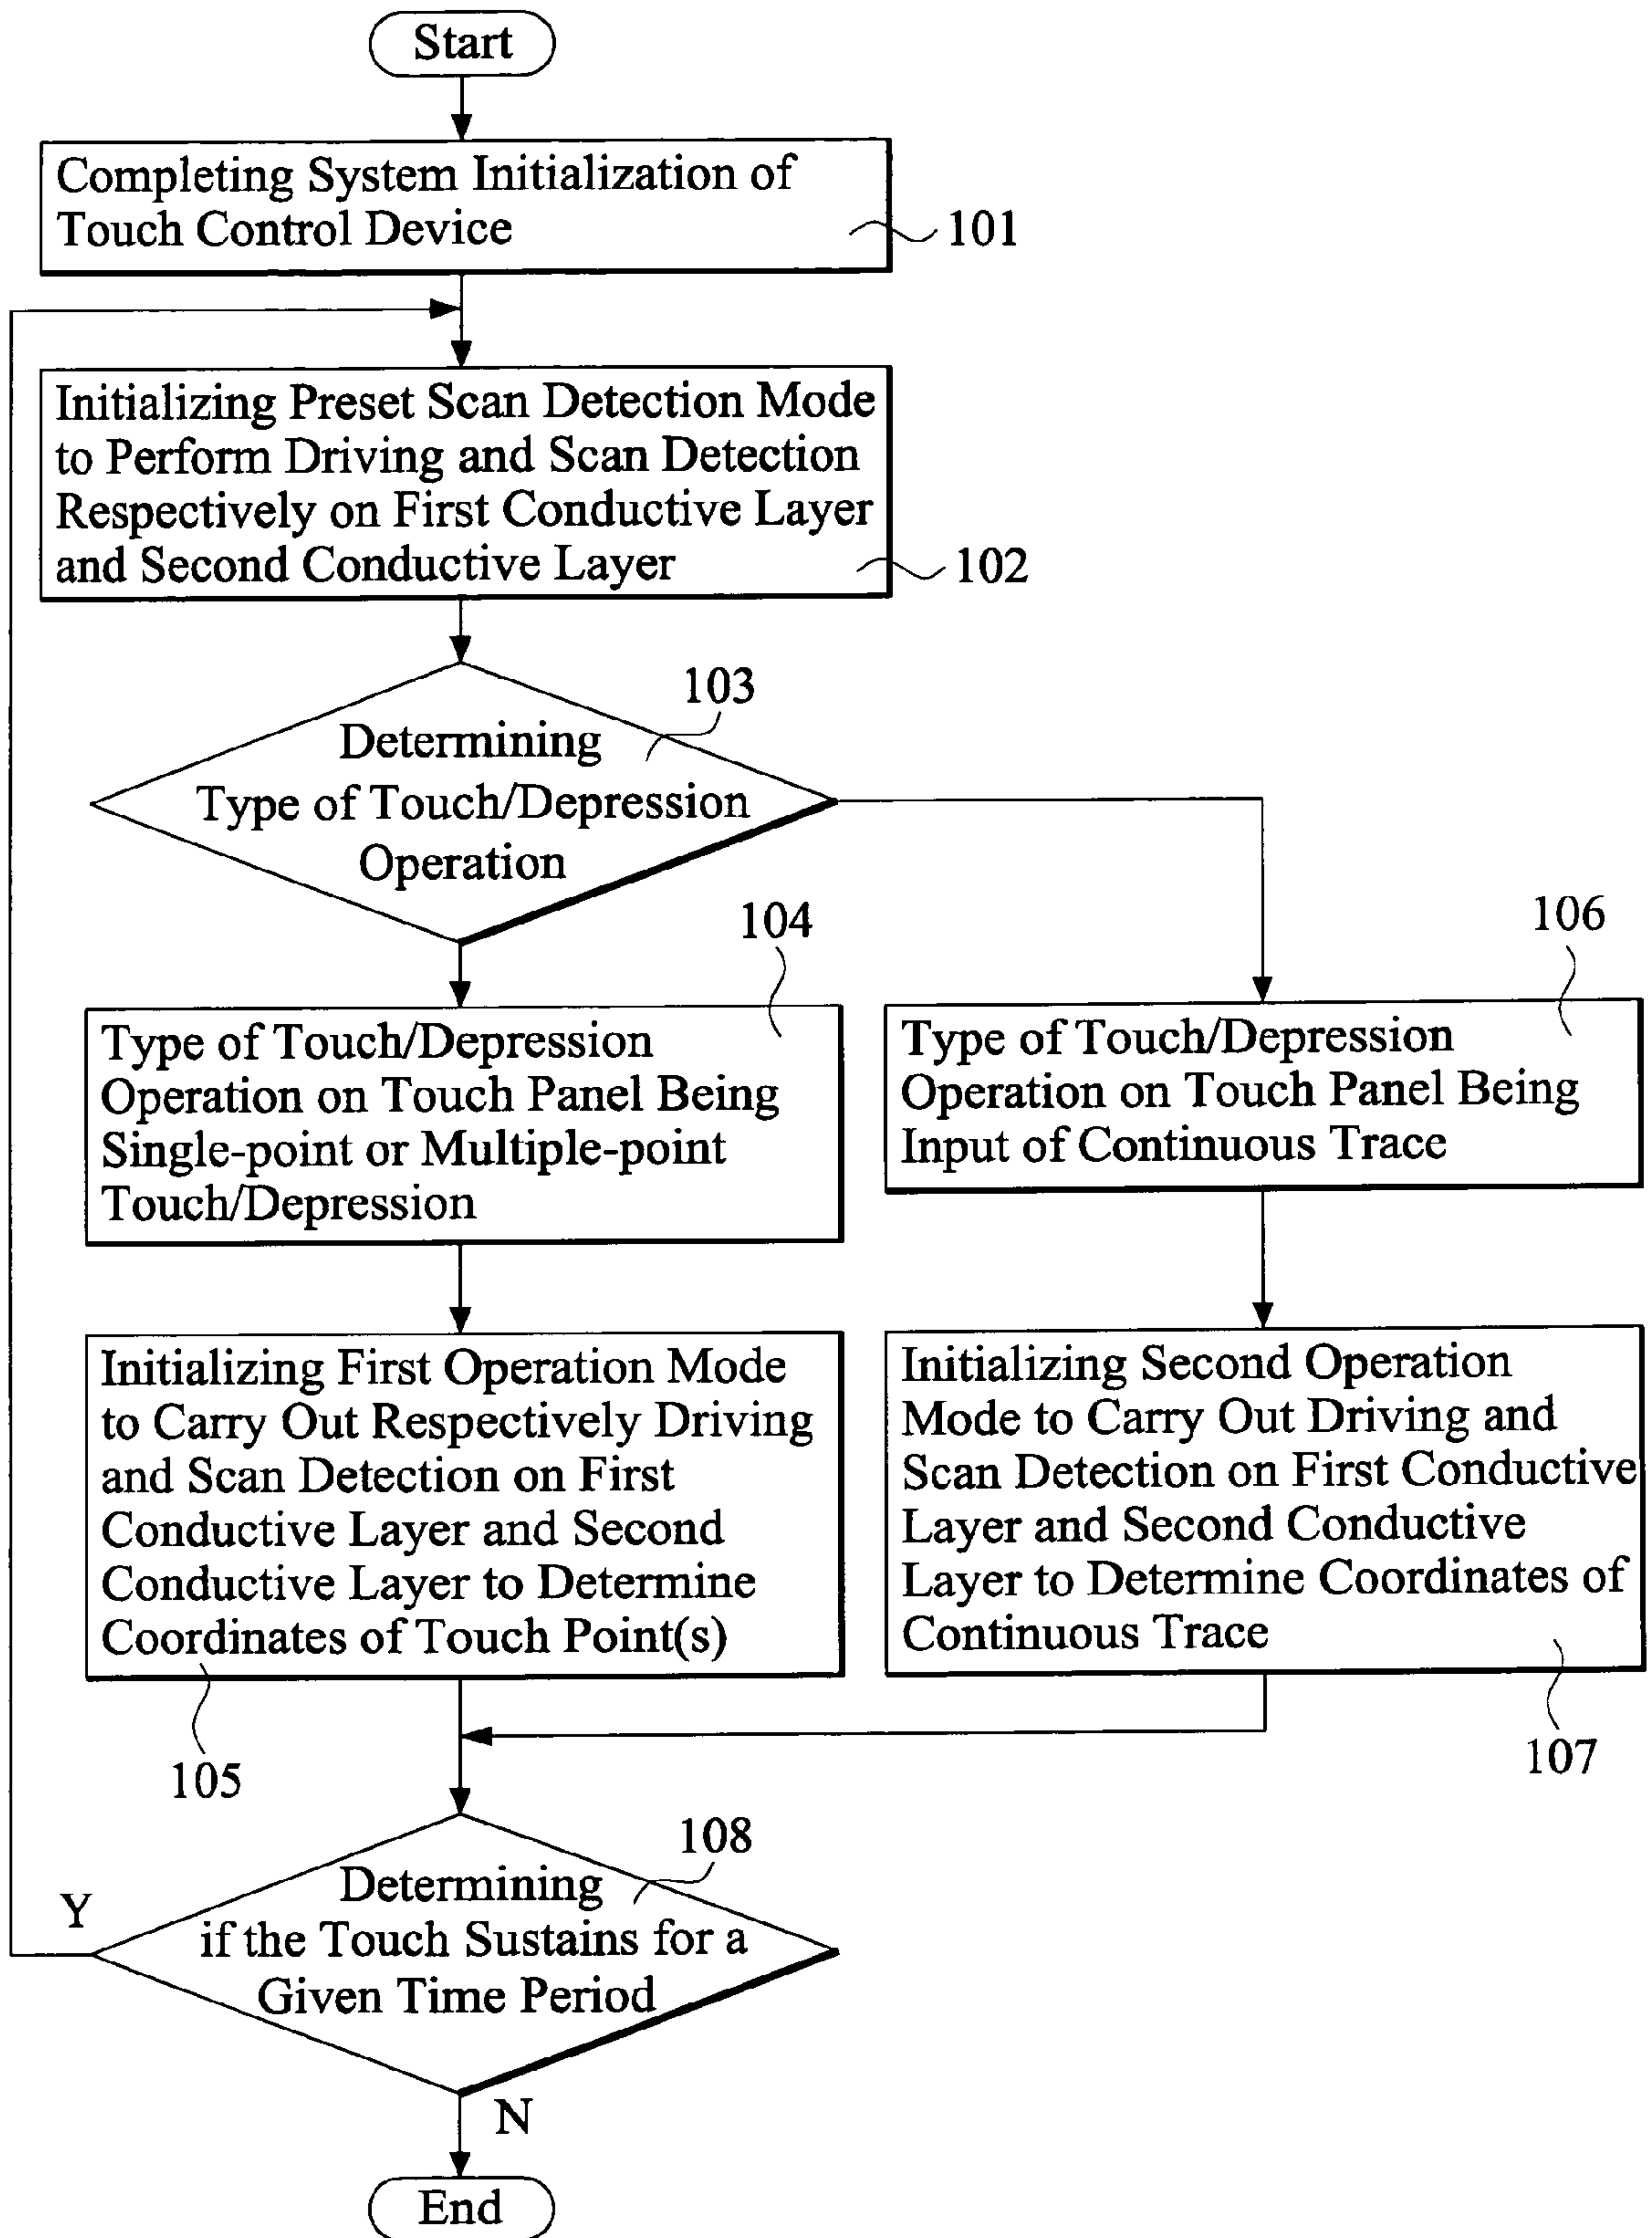 Start
Completing System Initialization of
Touch Control Device
101
Initializing Preset Scan Detection Mode
to Perform Driving and Scan Detection
Respectively on First Conductive Layer
and Second Conductive Layer
102
103
Determining
Type of Touch/Depression
Operation
104
Type of Touch/Depression
Operation on Touch Panel Being
Single-point or Multiple-point
Touch/Depression
106
Type of Touch/Depression
Operation on Touch Panel Being
Input of Continuous Trace
Initializing First Operation Mode
to Carry Out Respectively Driving
and Scan Detection on First
Conductive Layer and Second
Conductive Layer to Determine
Coordinates of Touch Point(s)
105
Initializing Second Operation
Mode to Carry Out Driving and
Scan Detection on First Conductive
Layer and Second Conductive
Layer to Determine Coordinates of
Continuous Trace
107
108
Determining
if the Touch Sustains for a
Given Time Period
Y
N
End